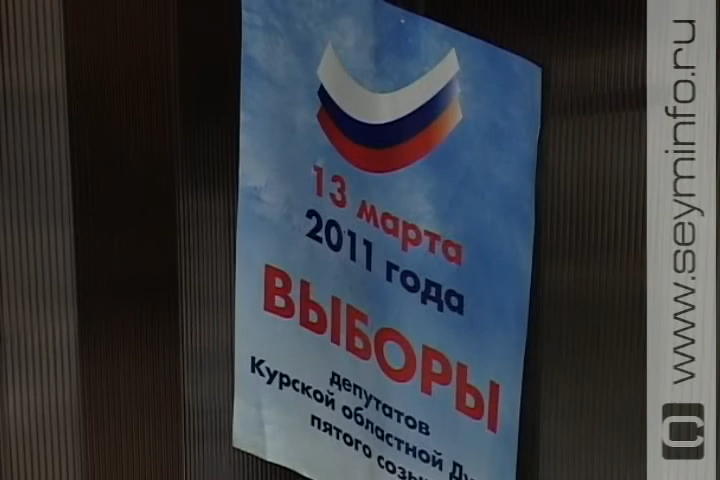 13 марта
2011 года
ВЫБОРЫ
депутатов
Курской областной
пятого
www.seyminfo.ru